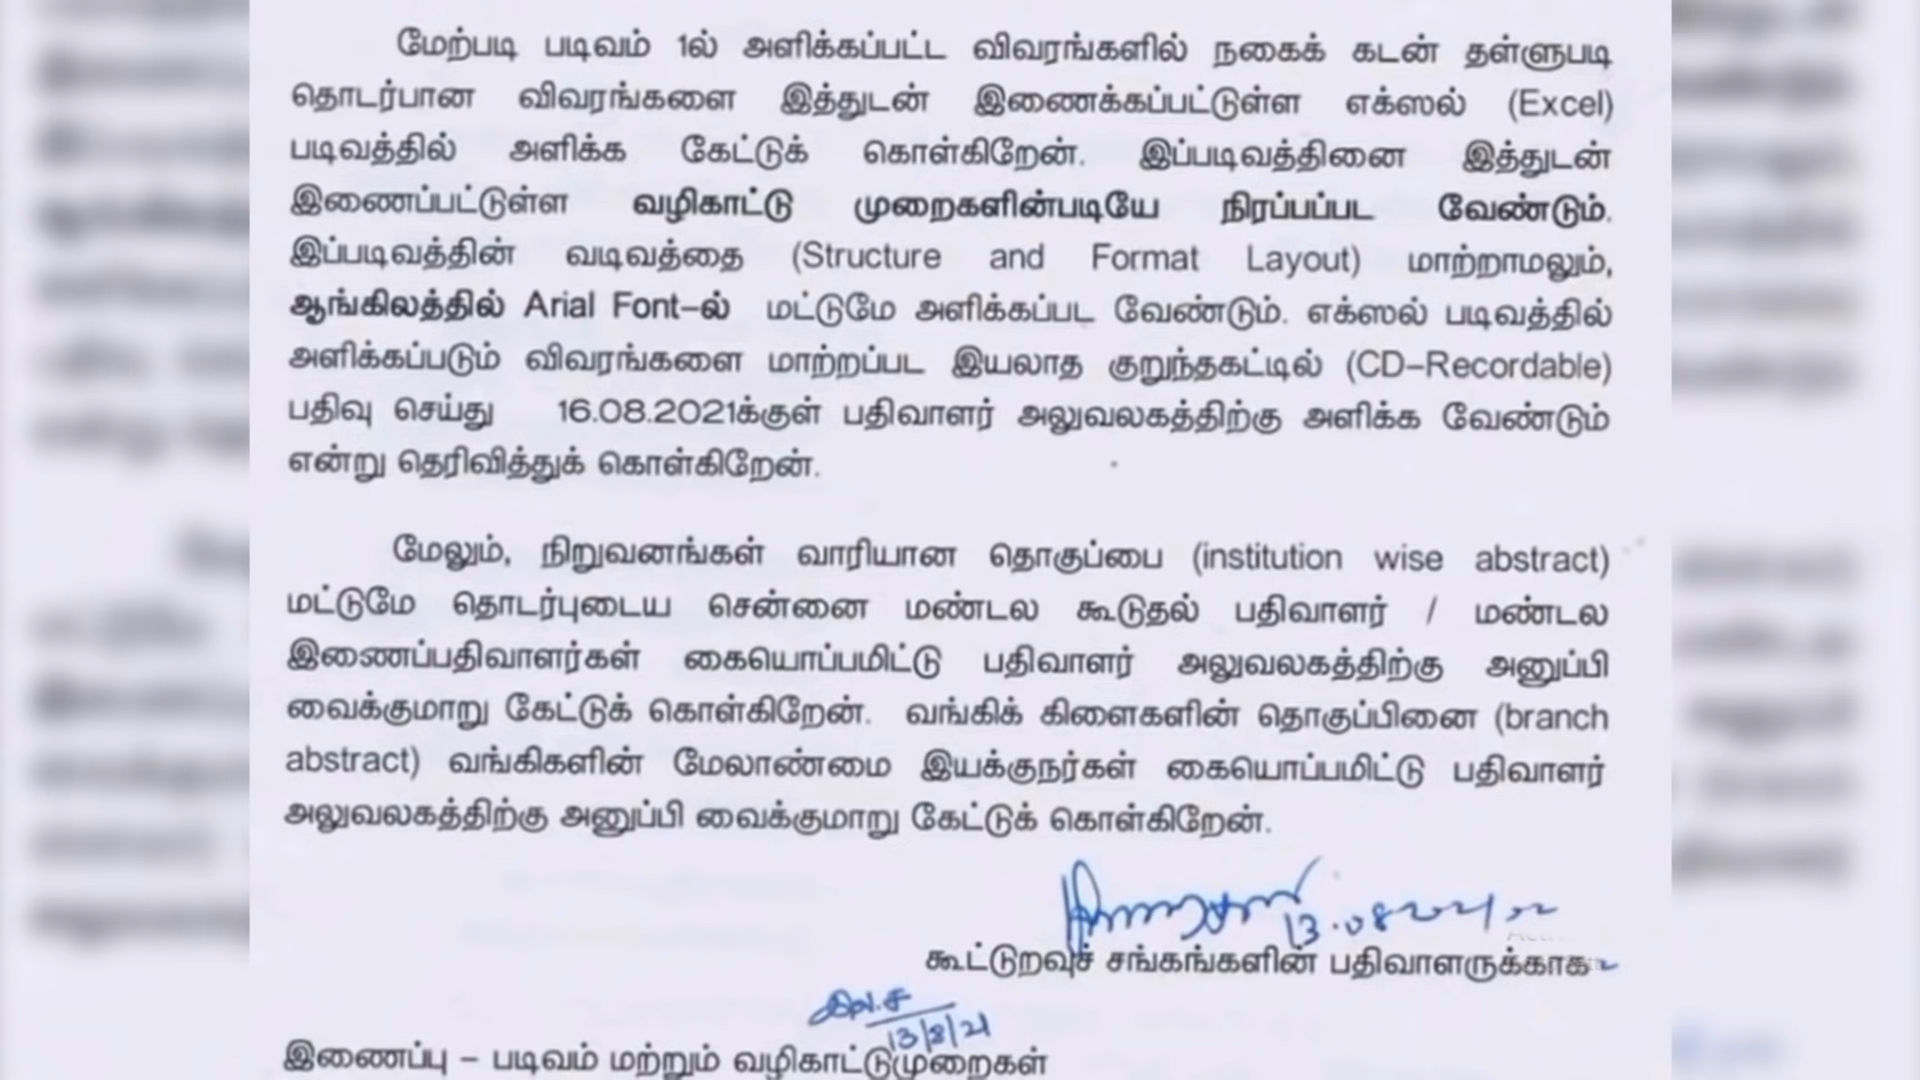 மேற்படி படிவம் 1ல் அளிக்கப்பட்ட விவரங்களில் நகைக் கடன் தள்ளுபடி
தொடர்பான விவரங்களை இத்துடன் இணைக்கப்பட்டுள்ள எக்ஸல் (Excel)
படிவத்தில் அளிக்க கேட்டுக் கொள்கிறேன். இப்படிவத்தினை இத்துடன்
இணைப்பட்டுள்ள வழிகாட்டு முறைகளின்படியே நிரப்பப்பட வேண்டும்.
இப்படிவத்தின் வடிவத்தை (Structure and Format Layout) மாற்றாமலும்,
ஆங்கிலத்தில் Arial Font-ல் மட்டுமே அளிக்கப்பட வேண்டும். எக்ஸல் படிவத்தில்
அளிக்கப்படும் விவரங்களை மாற்றப்பட இயலாத குறுந்தகட்டில் (CD-Recordable)
பதிவு செய்து 16.08.2021க்குள் பதிவாளர் அலுவலகத்திற்கு அளிக்க வேண்டும்
என்று தெரிவித்துக் கொள்கிறேன்.
மேலும், நிறுவனங்கள் வாரியான தொகுப்பை (institution wise abstract)
மட்டுமே தொடர்புடைய சென்னை மண்டல கூடுதல் பதிவாளர் / மண்டல
இணைப்பதிவாளர்கள் கையொப்பமிட்டு பதிவாளர் அலுவலகத்திற்கு அனுப்பி
வைக்குமாறு கேட்டுக் கொள்கிறேன். வங்கிக் கிளைகளின் தொகுப்பினை (branch
abstract) வங்கிகளின் மேலாண்மை இயக்குநர்கள் கையொப்பமிட்டு பதிவாளர்
அலுவலகத்திற்கு அனுப்பி வைக்குமாறு கேட்டுக் கொள்கிறேன்.
13.08.2021
கூட்டுறவுச் சங்கங்களின் பதிவாளருக்காக
13/8/21
இணைப்பு – படிவம் மற்றும் வழிகாட்டுமுறைகள்